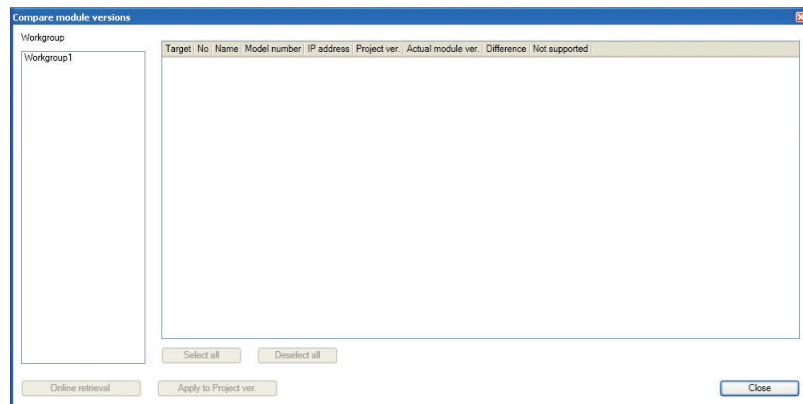 Compare module versions
Workgroup
Workgroup1
Target No Name Model number IP address Project ver. Actual module ver. Difference Not supported
Select all Deselect all
Online retrieval Apply to Project ver. Close